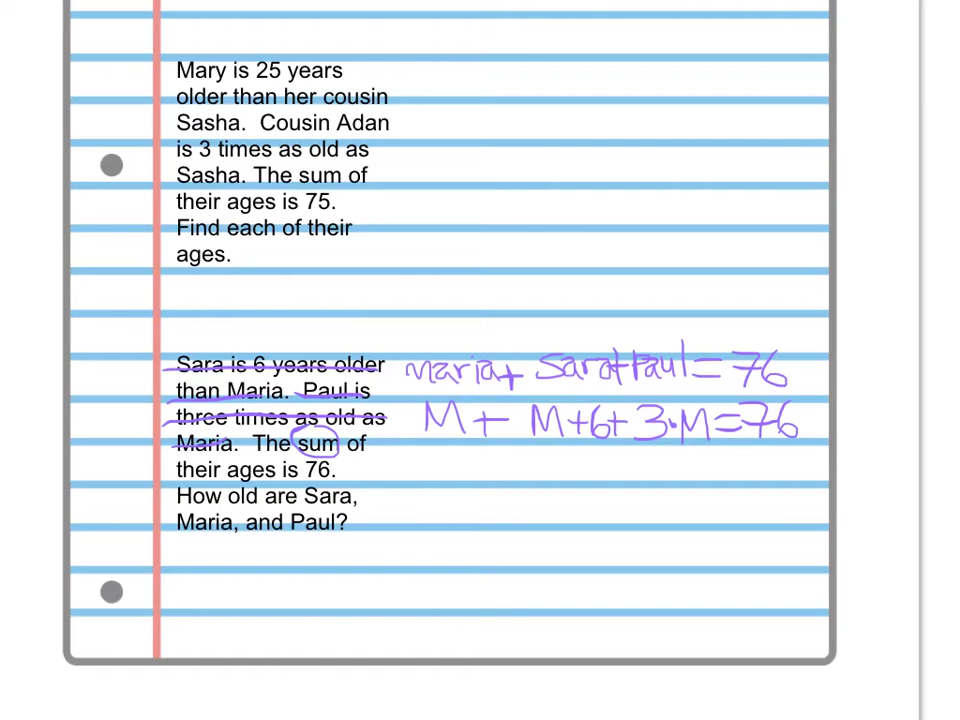 Mary is 25 years
older than her cousin
Sasha.  Cousin Adan
is 3 times as old as
Sasha. The sum of
their ages is 75.
Find each of their
ages.
Sara is 6 years older
than Maria.  Paul is
three times as old as
Maria.  The sum of
their ages is 76.
How old are Sara,
Maria, and Paul?
maria+ Sara+Paul=76
M+ M+6+3·M=76